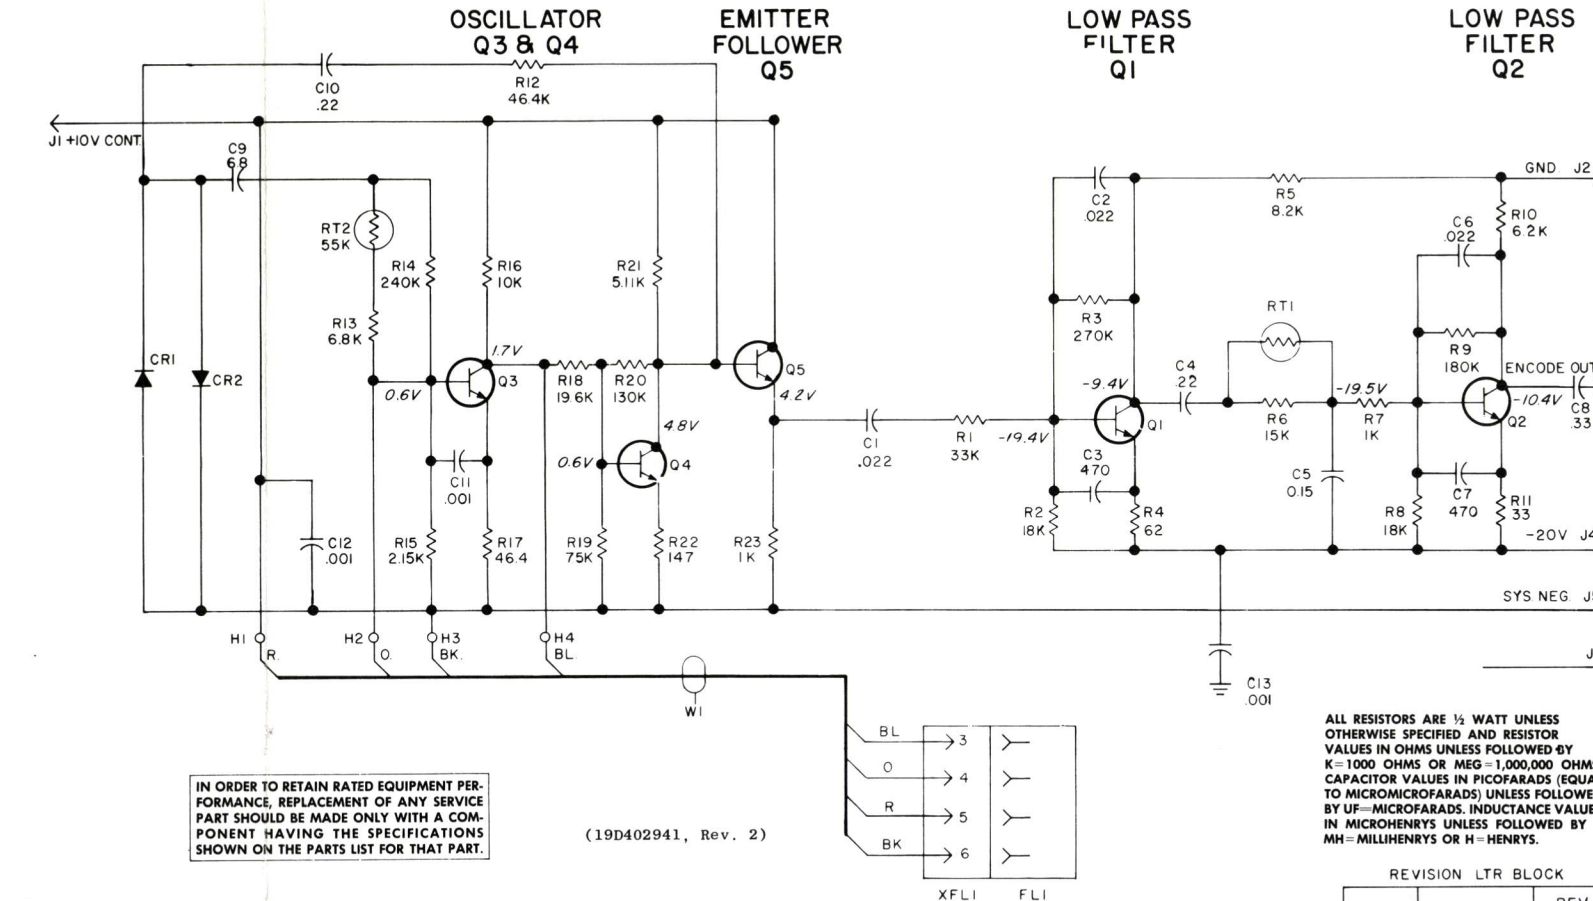 OSCILLATOR
Q3 & Q4
EMITTER
FOLLOWER
Q5
LOW PASS
FILTER
Q1
LOW PASS
FILTER
Q2
C10
.22
R12
46.4K
J1 +10V CONT.
C9
68
RT2
55K
R14
240K
R16
10K
R21
5.11K
R13
6.8K
CR1
CR2
1.7V
Q3
0.6V
R18
19.6K
R20
130K
Q5
4.2V
4.8V
0.6V
Q4
C11
.001
C12
.001
R15
2.15K
R17
46.4
R19
75K
R22
147
R23
1K
C1
.022
R1
33K
-19.4V
C2
.022
R5
8.2K
R3
270K
-9.4V
Q1
C4
.22
C3
470
R2
18K
R4
62
RT1
R6
15K
C5
0.15
-19.5V
R7
1K
GND. J2
C6
.022
R10
6.2K
R9
180K
ENCODE OUT
-10.4V
Q2
C8
.33
C7
470
R8
18K
R11
33
-20V J4
SYS. NEG. J5
J
C13
.001
H1
R.
H2
O.
H3
BK.
H4
BL.
W1
BL
3
O
4
R
5
BK
6
XFL1
FL1
IN ORDER TO RETAIN RATED EQUIPMENT PER-
FORMANCE, REPLACEMENT OF ANY SERVICE
PART SHOULD BE MADE ONLY WITH A COM-
PONENT HAVING THE SPECIFICATIONS
SHOWN ON THE PARTS LIST FOR THAT PART.
(19D402941, Rev. 2)
ALL RESISTORS ARE ½ WATT UNLESS
OTHERWISE SPECIFIED AND RESISTOR
VALUES IN OHMS UNLESS FOLLOWED BY
K=1000 OHMS OR MEG=1,000,000 OHMS
CAPACITOR VALUES IN PICOFARADS (EQUA
TO MICROMICROFARADS) UNLESS FOLLOWE
BY UF=MICROFARADS. INDUCTANCE VALUE
IN MICROHENRYS UNLESS FOLLOWED BY
MH=MILLIHENRYS OR H=HENRYS.
REVISION LTR BLOCK